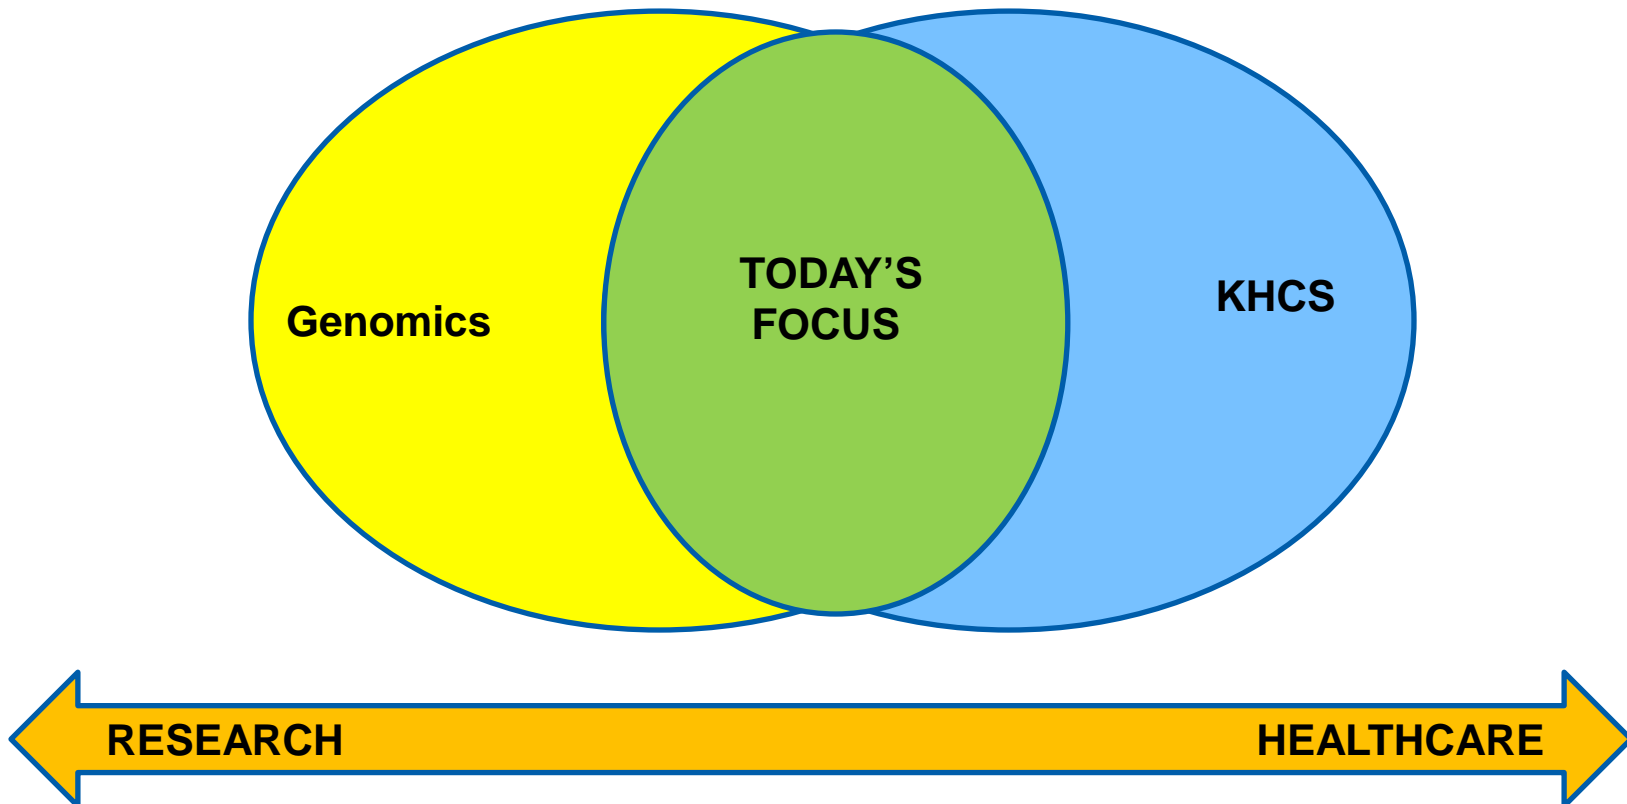 Genomics
TODAY’S
FOCUS
KHCS
RESEARCH
HEALTHCARE